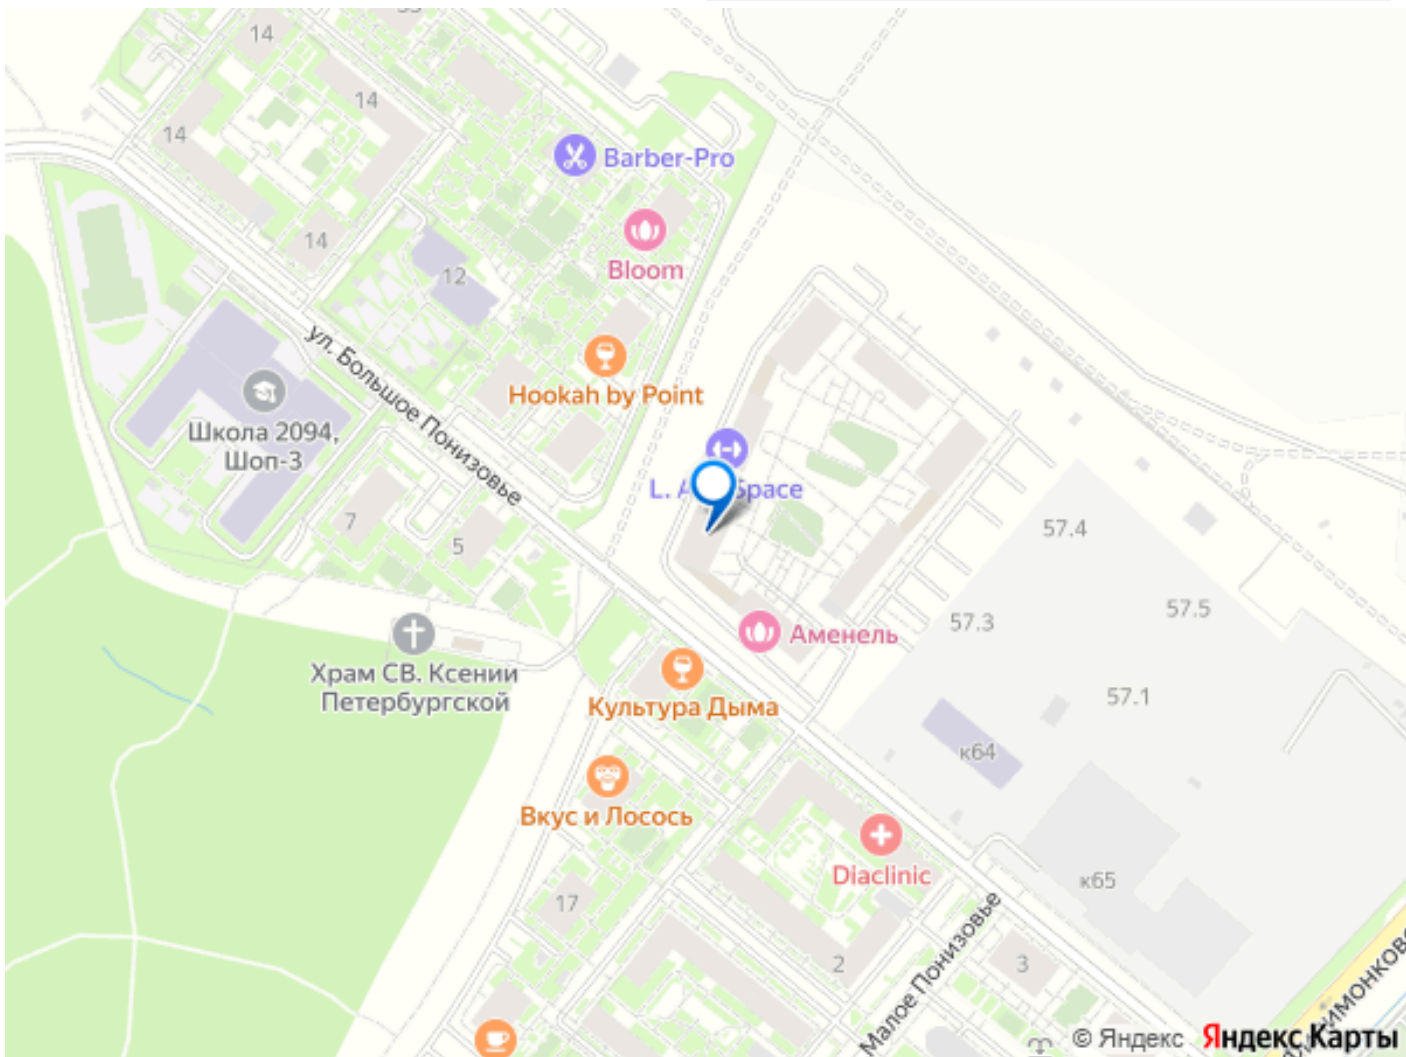 14
14
14
Barber-Pro
14
Bloom
12
Hookah by Point
ул. Большое Понизовье
Школа 2094,
Шоп-3
Space
57.4
7
5
57.5
57.3
Аменель
Храм СВ. Ксении
Петербургской
57.1
Культура Дыма
к64
Вкус и Лосось
Diaclinic
к65
17
2
3
Малое Понизовье
© Яндекс
Яндекс Карты